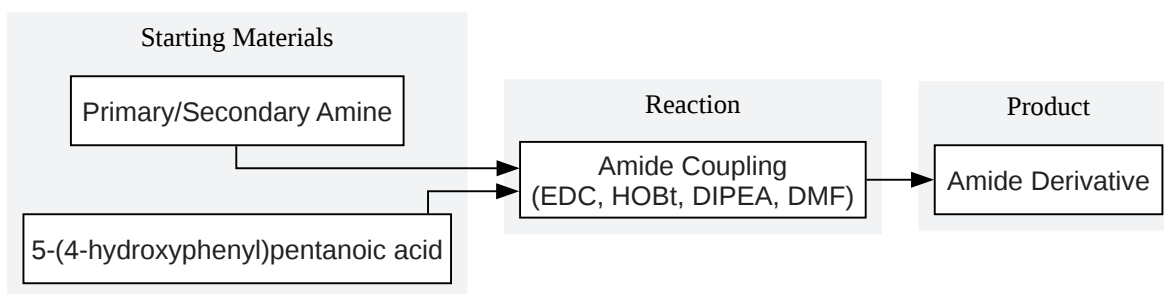 Starting Materials
Primary/Secondary Amine
5-(4-hydroxyphenyl)pentanoic acid
Reaction
Amide Coupling
(EDC, HOBt, DIPEA, DMF)
Product
Amide Derivative